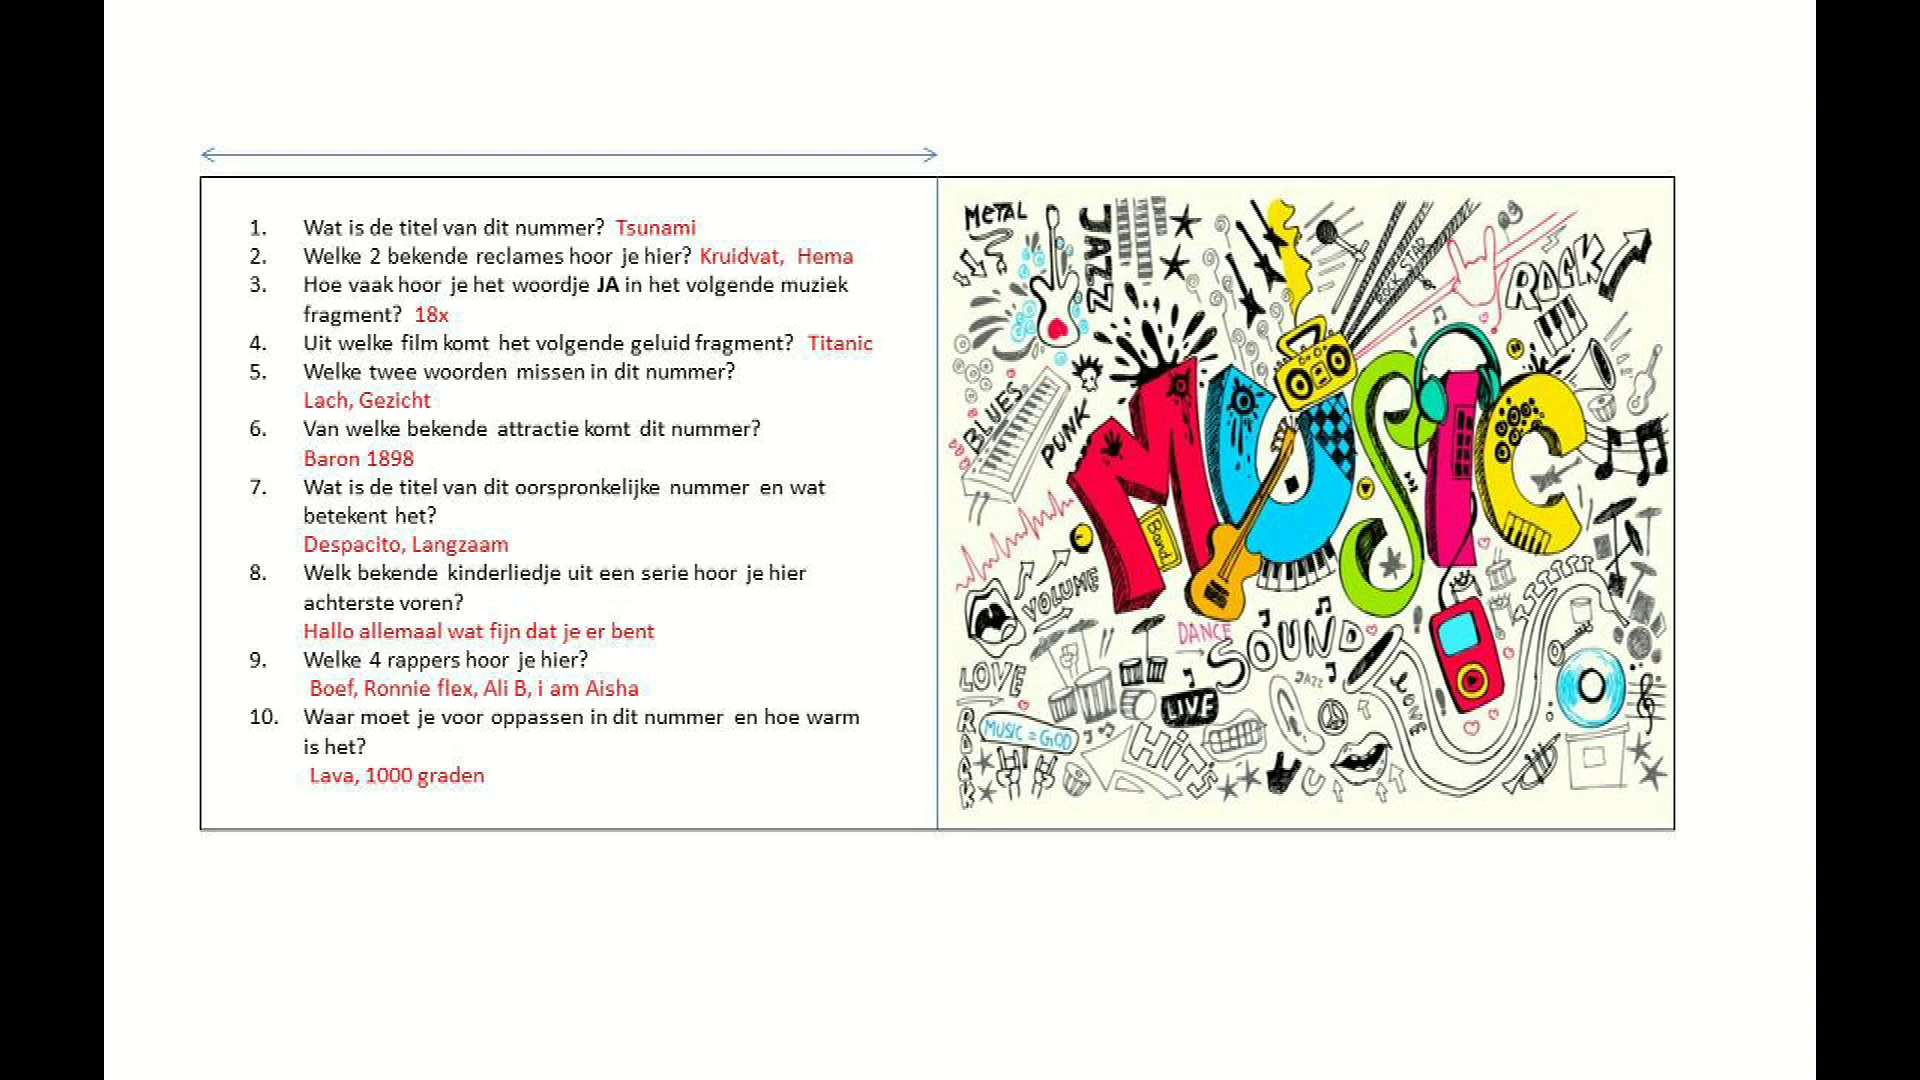 1. Wat is de titel van dit nummer? Tsunami
2. Welke 2 bekende reclames hoor je hier? Kruidvat, Hema
3. Hoe vaak hoor je het woordje JA in het volgende muziek
fragment? 18x
4. Uit welke film komt het volgende geluid fragment? Titanic
5. Welke twee woorden missen in dit nummer?
Lach, Gezicht
6. Van welke bekende attractie komt dit nummer?
Baron 1898
7. Wat is de titel van dit oorspronkelijke nummer en wat
betekent het?
Despacito, Langzaam
8. Welk bekende kinderliedje uit een serie hoor je hier
achterste voren?
Hallo allemaal wat fijn dat je er bent
9. Welke 4 rappers hoor je hier?
Boef, Ronnie flex, Ali B, i am Aisha
10. Waar moet je voor oppassen in dit nummer en hoe warm
is het?
Lava, 1000 graden
METAL
JAZZ
ROCK STAR
ROCK
BLUES
PUNK
MUSIC
Band
VOLUME
DANCE
SOUND
LOVE
JAZZ
LIVE
LOVE
ROCK
MUSIC = GOD
HITS